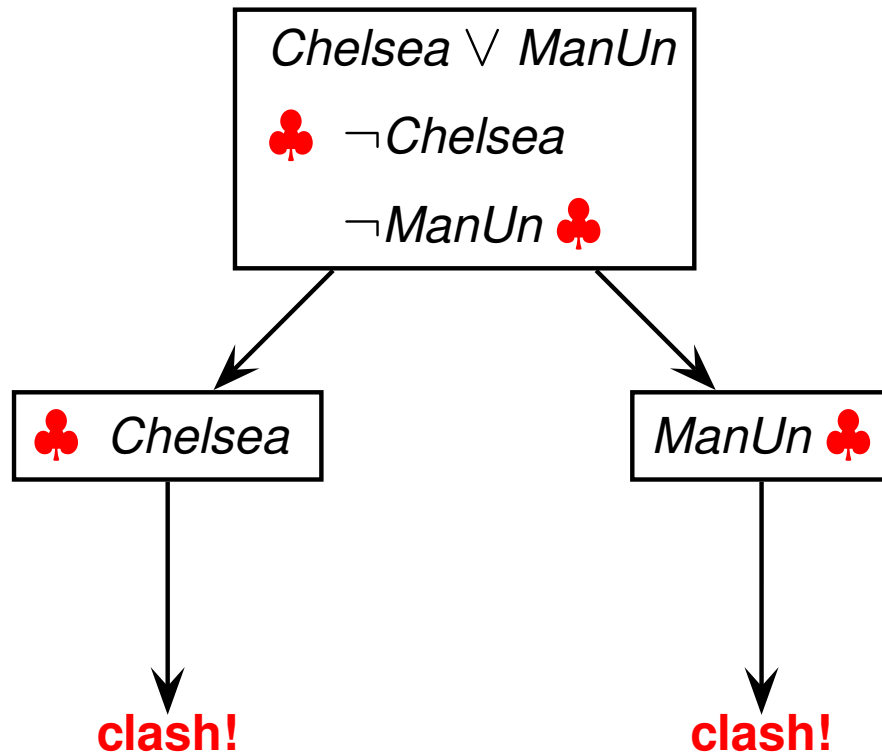 Chelsea ∨ ManUn
♣ ¬Chelsea
¬ManUn ♣
♣ Chelsea
ManUn ♣
clash!
clash!